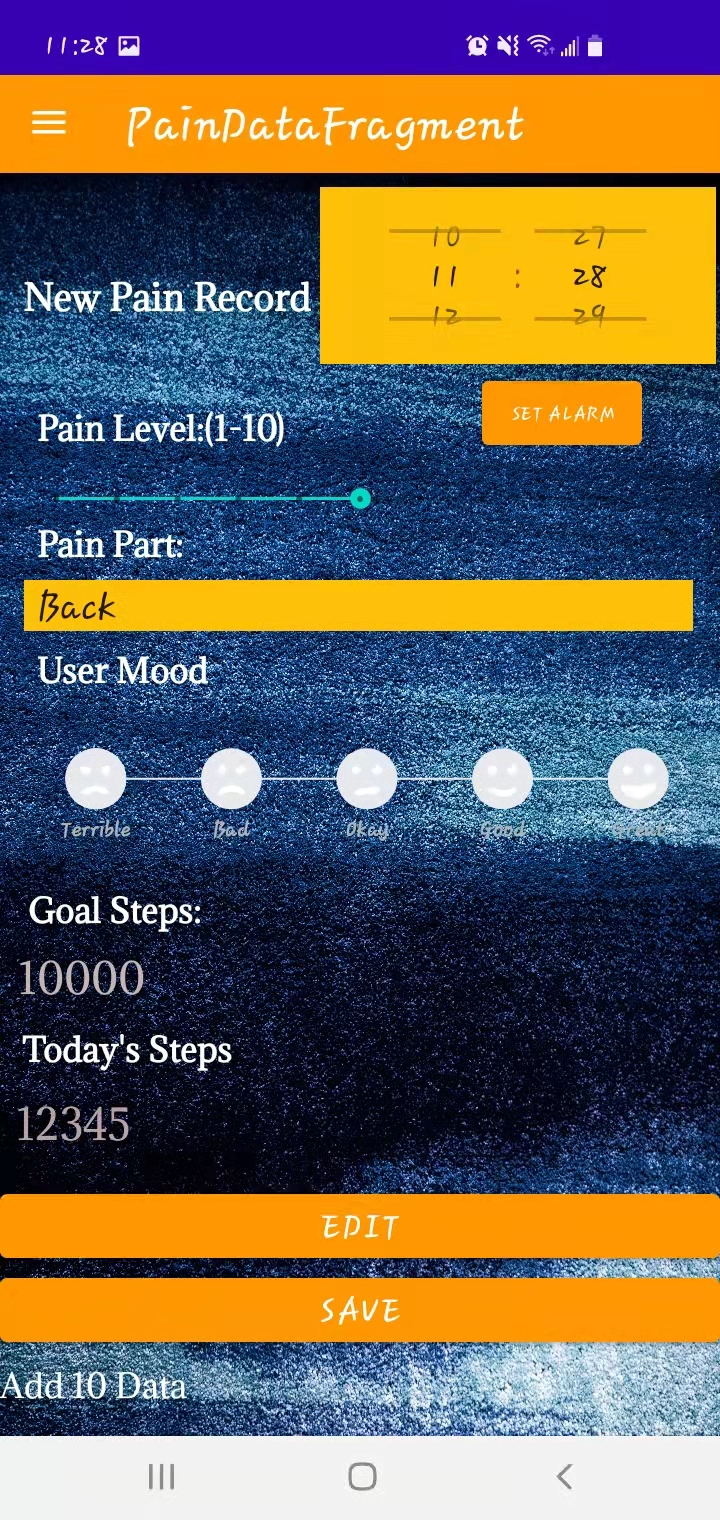 11:28
PainDataFragment
10 27
11 : 28
12 29
New Pain Record
SET ALARM
Pain Level:(1-10)
Pain Part:
Back
User Mood
Terrible Bad Okay Good Great
Goal Steps:
10000
Today's Steps
12345
EDIT
SAVE
Add 10 Data